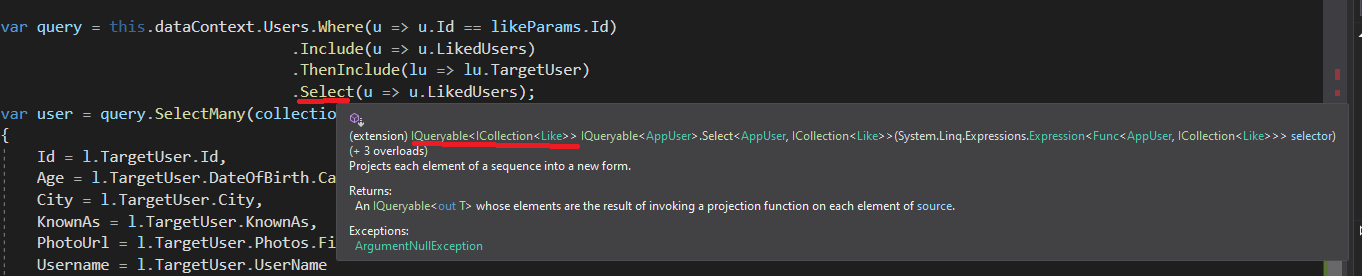 var query = this.dataContext.Users.Where(u => u.Id == likeParams.Id)
.Include(u => u.LikedUsers)
.ThenInclude(lu => lu.TargetUser)
.Select(u => u.LikedUsers);
var user = query.SelectMany(collectio
{
Id = l.TargetUser.Id,
Age = l.TargetUser.DateOfBirth.Ca
City = l.TargetUser.City,
KnownAs = l.TargetUser.KnownAs,
PhotoUrl = l.TargetUser.Photos.Fi
Username = l.TargetUser.UserName
(extension) IQueryable<ICollection<Like>> IQueryable<AppUser>.Select<AppUser, ICollection<Like>>(System.Linq.Expressions.Expression<Func<AppUser, ICollection<Like>>> selector)
(+ 3 overloads)
Projects each element of a sequence into a new form.
Returns:
An IQueryable<out T> whose elements are the result of invoking a projection function on each element of source.
Exceptions:
ArgumentNullException